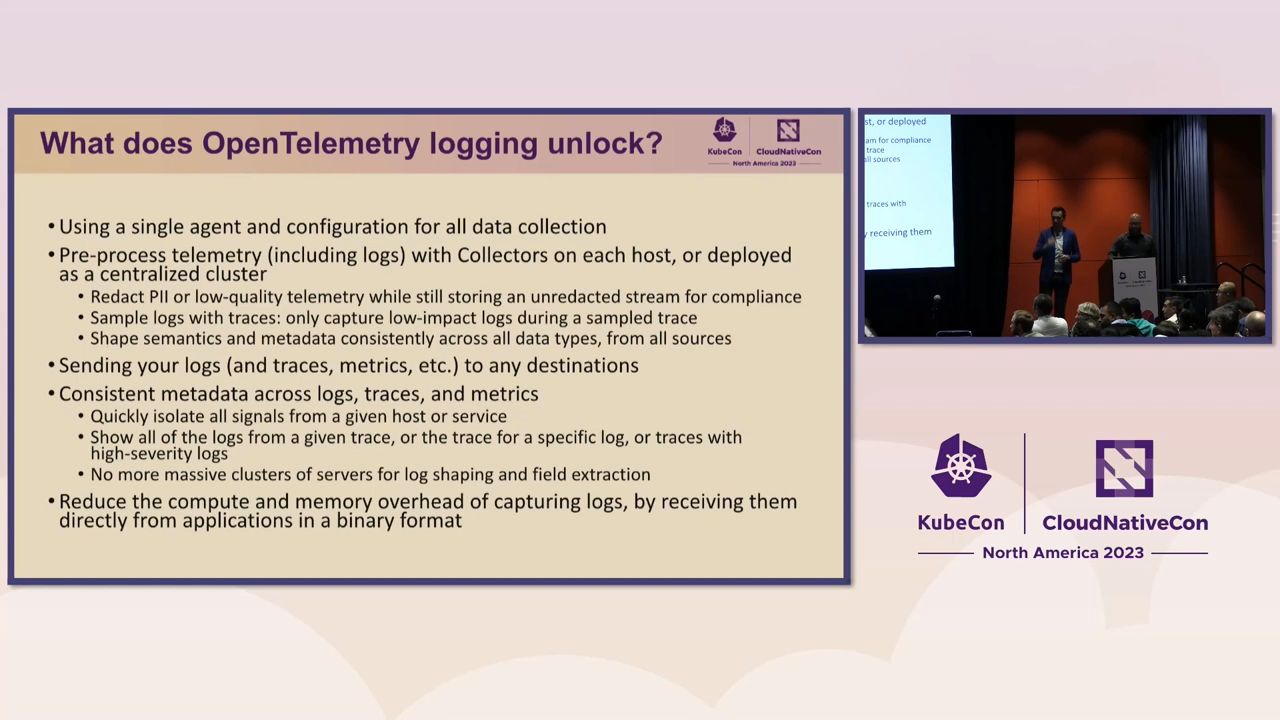 What does OpenTelemetry logging unlock?
KubeCon
CloudNativeCon
North America 2023
• Using a single agent and configuration for all data collection
• Pre-process telemetry (including logs) with Collectors on each host, or deployed
as a centralized cluster
• Redact PII or low-quality telemetry while still storing an unredacted stream for compliance
• Sample logs with traces: only capture low-impact logs during a sampled trace
• Shape semantics and metadata consistently across all data types, from all sources
• Sending your logs (and traces, metrics, etc.) to any destinations
• Consistent metadata across logs, traces, and metrics
• Quickly isolate all signals from a given host or service
• Show all of the logs from a given trace, or the trace for a specific log, or traces with
high-severity logs
• No more massive clusters of servers for log shaping and field extraction
• Reduce the compute and memory overhead of capturing logs, by receiving them
directly from applications in a binary format
st, or deployed
am for compliance
trace
all sources
traces with
y receiving them
KubeCon
CloudNativeCon
North America 2023